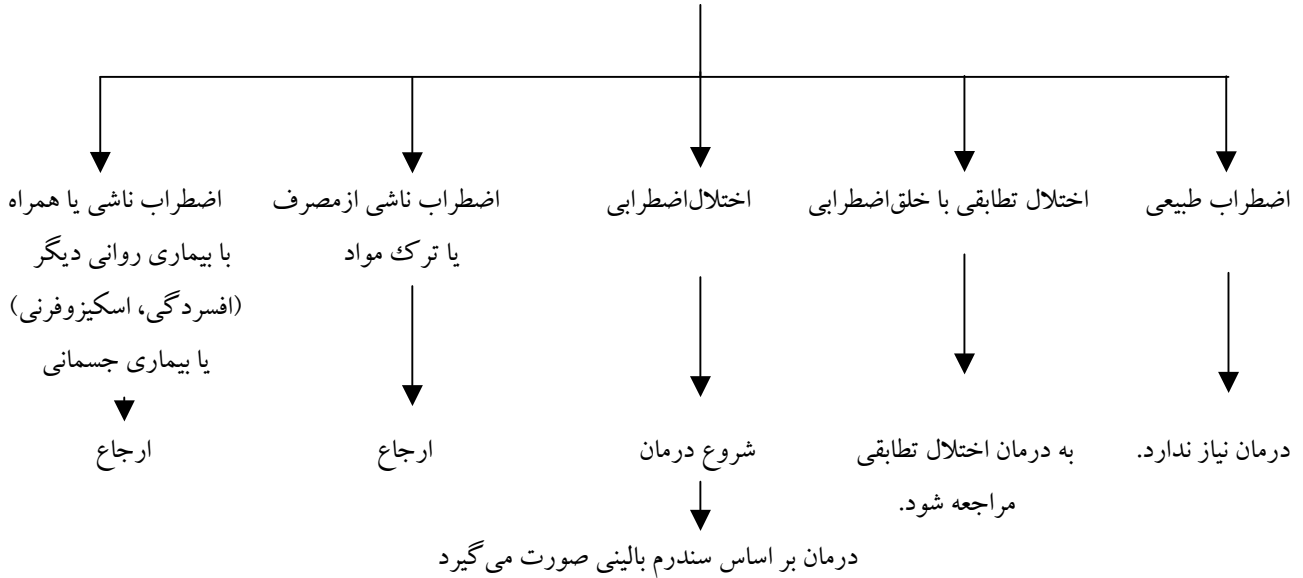 اضطراب طبیعی
اختلال تطابقی با خلق‌اضطرابی
اختلال‌اضطرابی
اضطراب ناشی ازمصرف
یا ترك مواد
اضطراب ناشی یا همراه
با بیماری روانی دیگر
(افسردگی، اسکیزوفرنی)
یا بیماری جسمانی
درمان نیاز ندارد.
به درمان اختلال تطابقی
مراجعه شود.
شروع درمان
ارجاع
ارجاع
درمان بر اساس سندرم بالینی صورت می‌گیرد